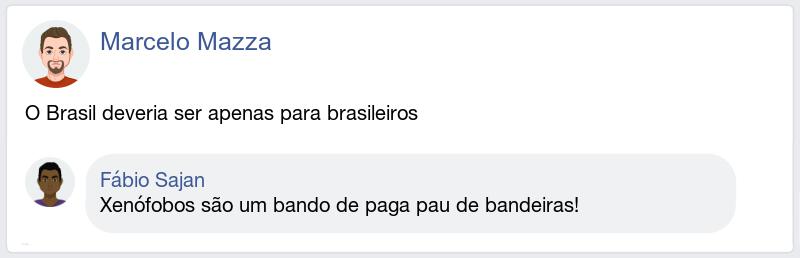 Marcelo Mazza
O Brasil deveria ser apenas para brasileiros
Fábio Sajan
Xenófobos são um bando de paga pau de bandeiras!